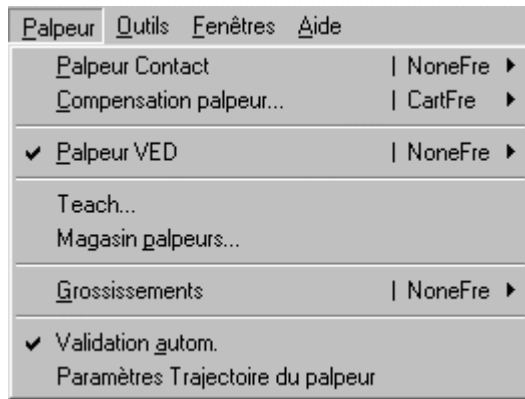 Palpeur Outils Fenêtres Aide
Palpeur Contact | NoneFre
Compensation palpeur... | CartFre
Palpeur VED | NoneFre
Teach...
Magasin palpeurs...
Grossissements | NoneFre
Validation autom.
Paramètres Trajectoire du palpeur